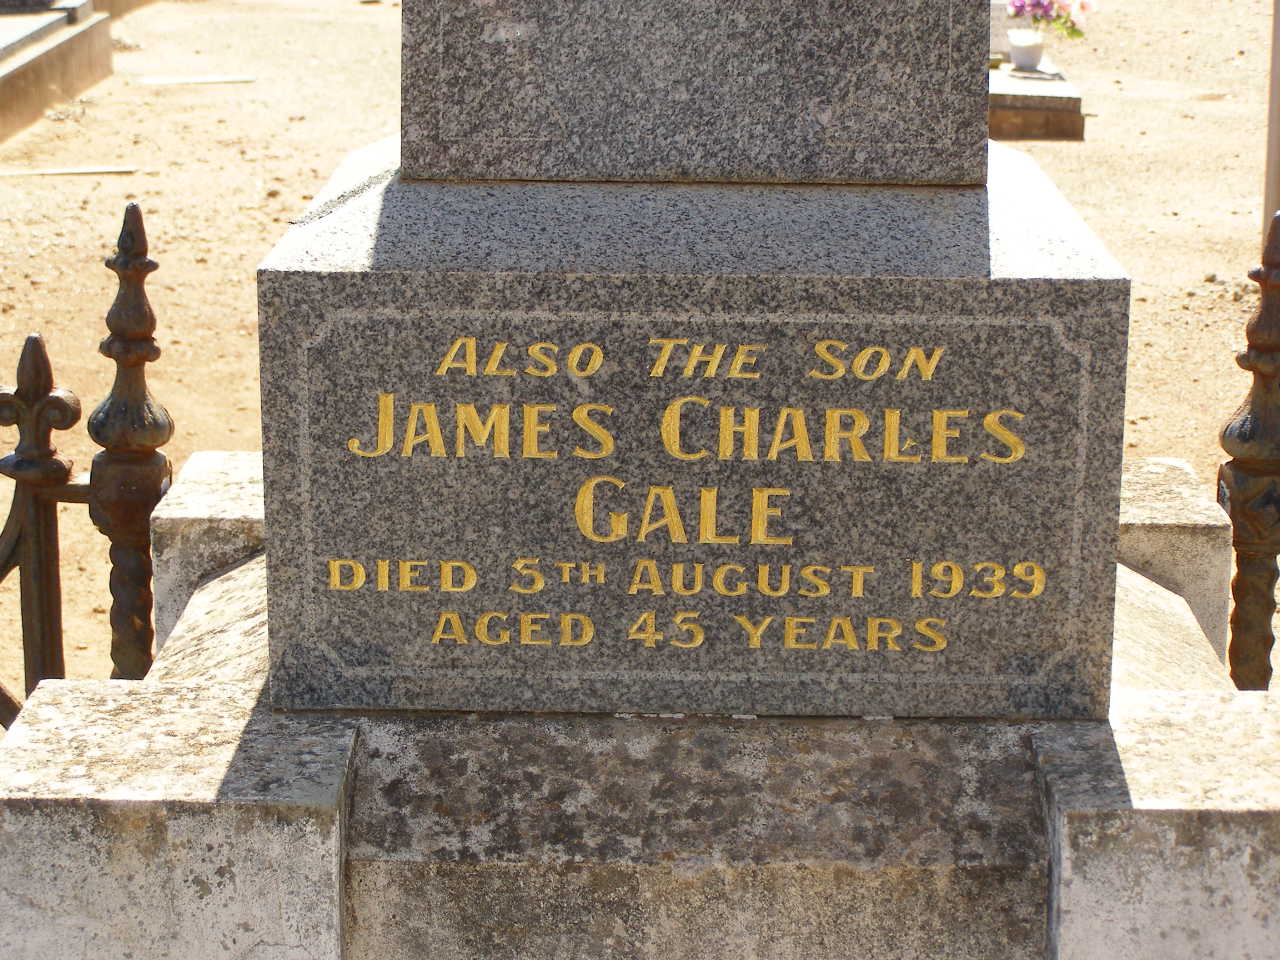 ALSO THE SON
JAMES CHARLES
GALE
DIED 5TH AUGUST 1939
AGED 45 YEARS